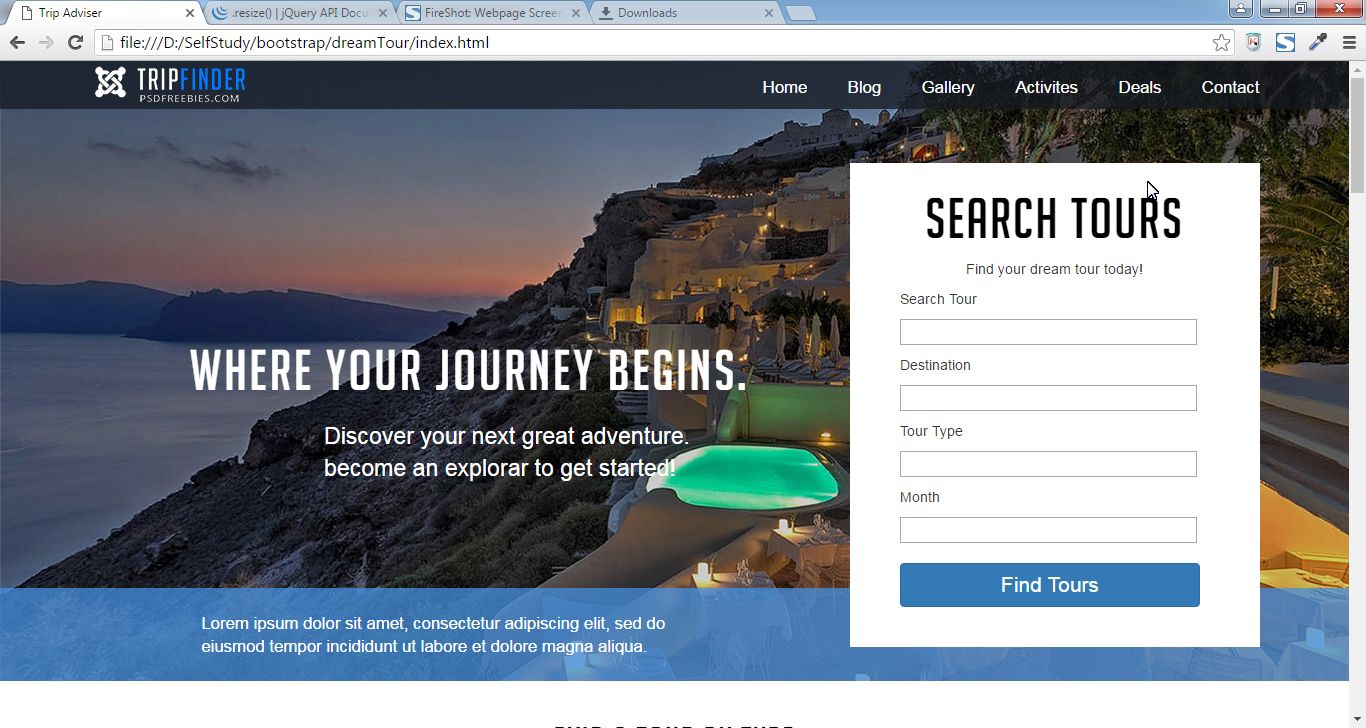 Trip Adviser
.resize() | jQuery API Docu
FireShot: Webpage Screen
Downloads
file:///D:/SelfStudy/bootstrap/dreamTour/index.html
TRIPFINDER
PSDFREEBIES.COM
Home
Blog
Gallery
Activites
Deals
Contact
SEARCH TOURS
Find your dream tour today!
Search Tour
Destination
Tour Type
Month
Find Tours
WHERE YOUR JOURNEY BEGINS.
Discover your next great adventure.
become an explorar to get started!
Lorem ipsum dolor sit amet, consectetur adipiscing elit, sed do
eiusmod tempor incididunt ut labore et dolore magna aliqua.